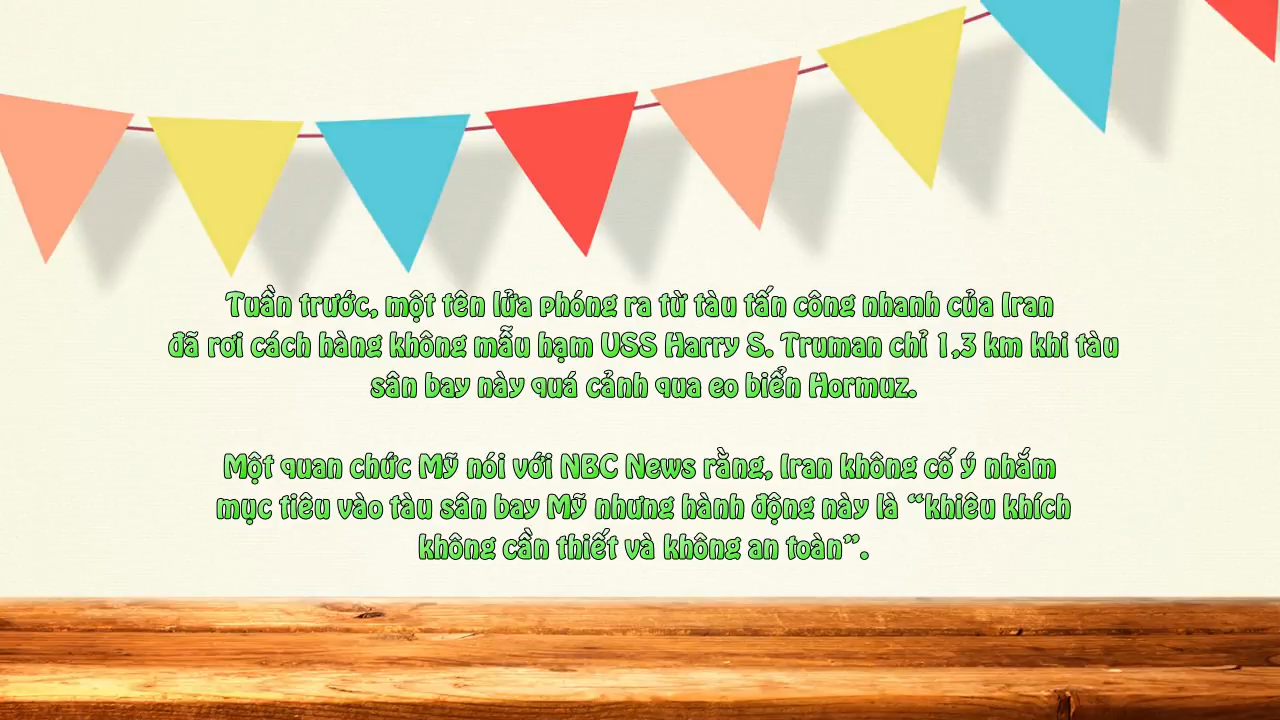 Tuần trước, một tên lửa phóng ra từ tàu tấn công nhanh của Iran
đã rơi cách hàng không mẫu hạm USS Harry S. Truman chỉ 1,3 km khi tàu
sân bay này quá cảnh qua eo biển Hormuz.
Một quan chức Mỹ nói với NBC News rằng, Iran không cố ý nhắm
mục tiêu vào tàu sân bay Mỹ nhưng hành động này là “khiêu khích
không cần thiết và không an toàn”.